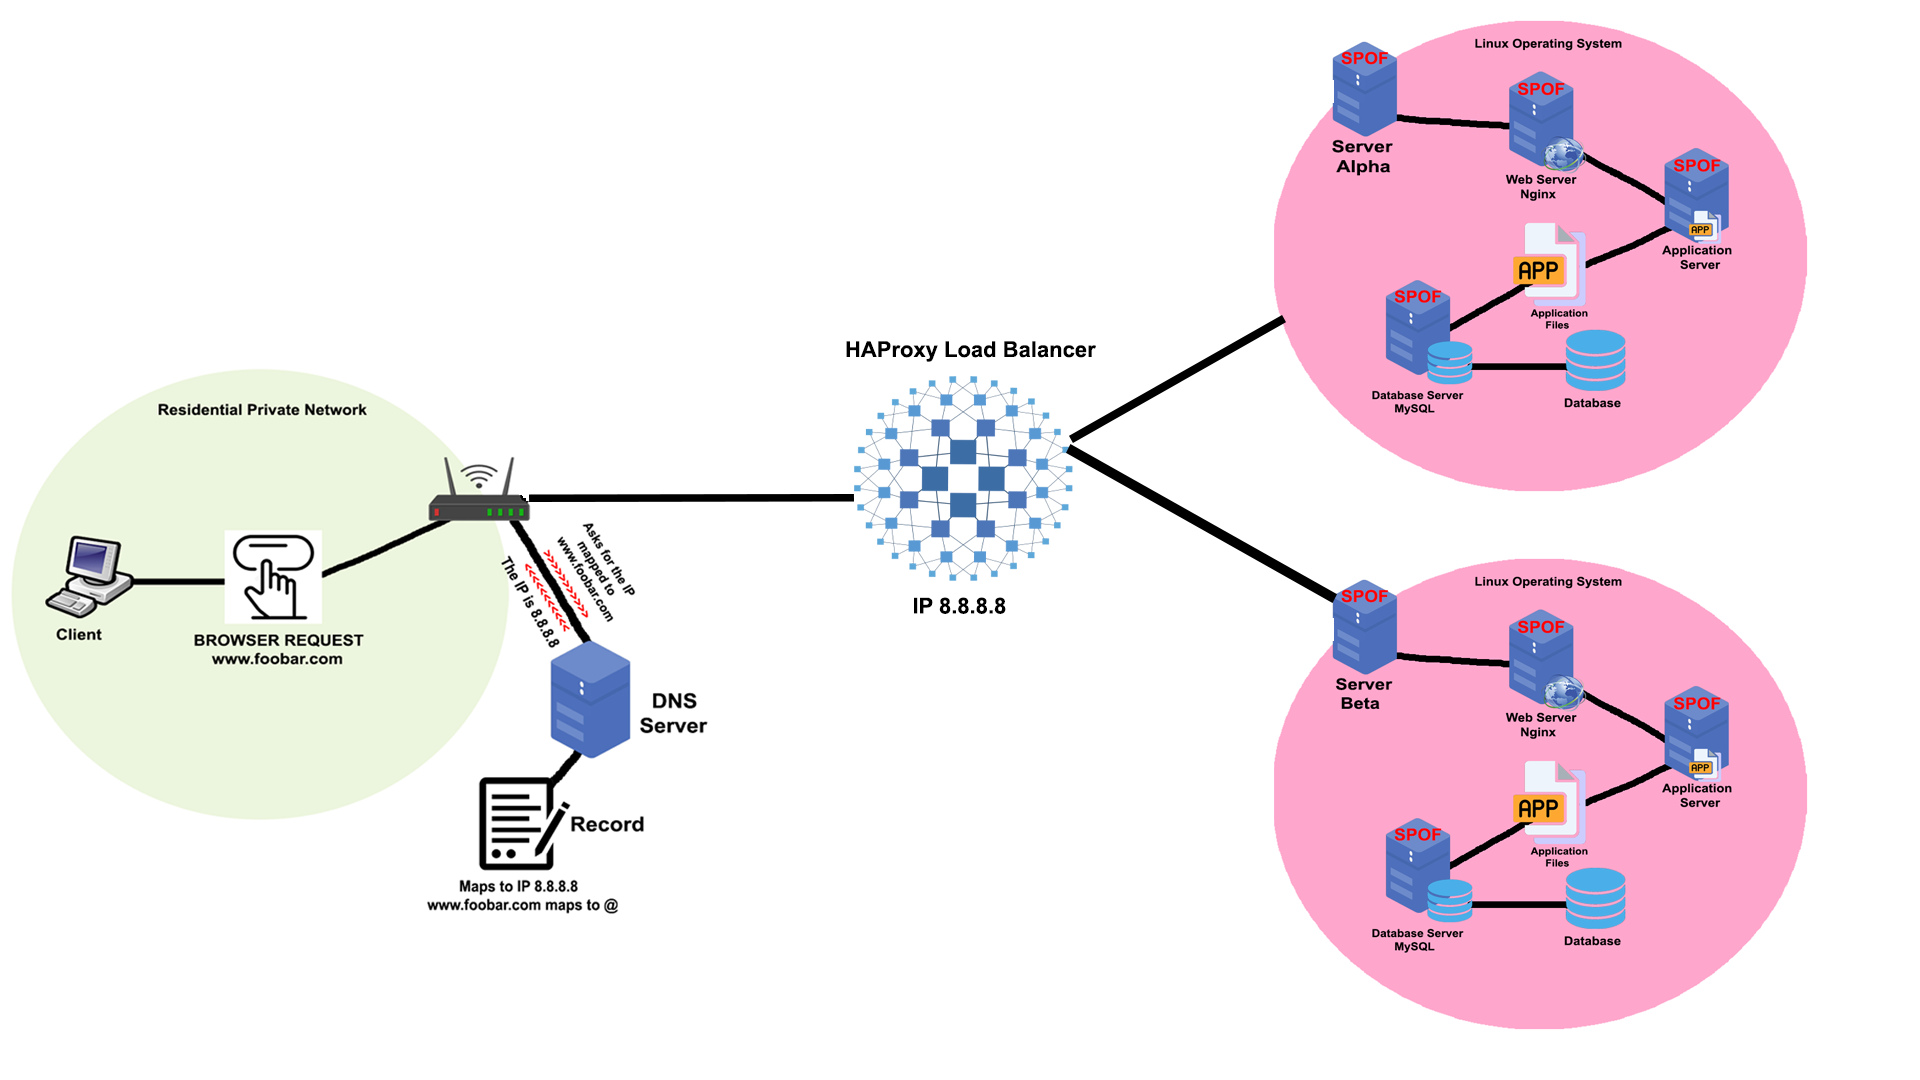 Residential Private Network
Client
BROWSER REQUEST
www.foobar.com
Asks for the IP
mapped to
www.foobar.com
>>>>>>>>>>
<<<<<<<<<<
The IP is 8.8.8.8
DNS
Server
Record
Maps to IP 8.8.8.8
www.foobar.com maps to @
HAProxy Load Balancer
IP 8.8.8.8
Linux Operating System
SPOF
Server
Alpha
SPOF
Web Server
Nginx
SPOF
APP
Application
Server
APP
Application
Files
SPOF
Database Server
MySQL
Database
Linux Operating System
SPOF
Server
Beta
SPOF
Web Server
Nginx
SPOF
APP
Application
Server
APP
Application
Files
SPOF
Database Server
MySQL
Database